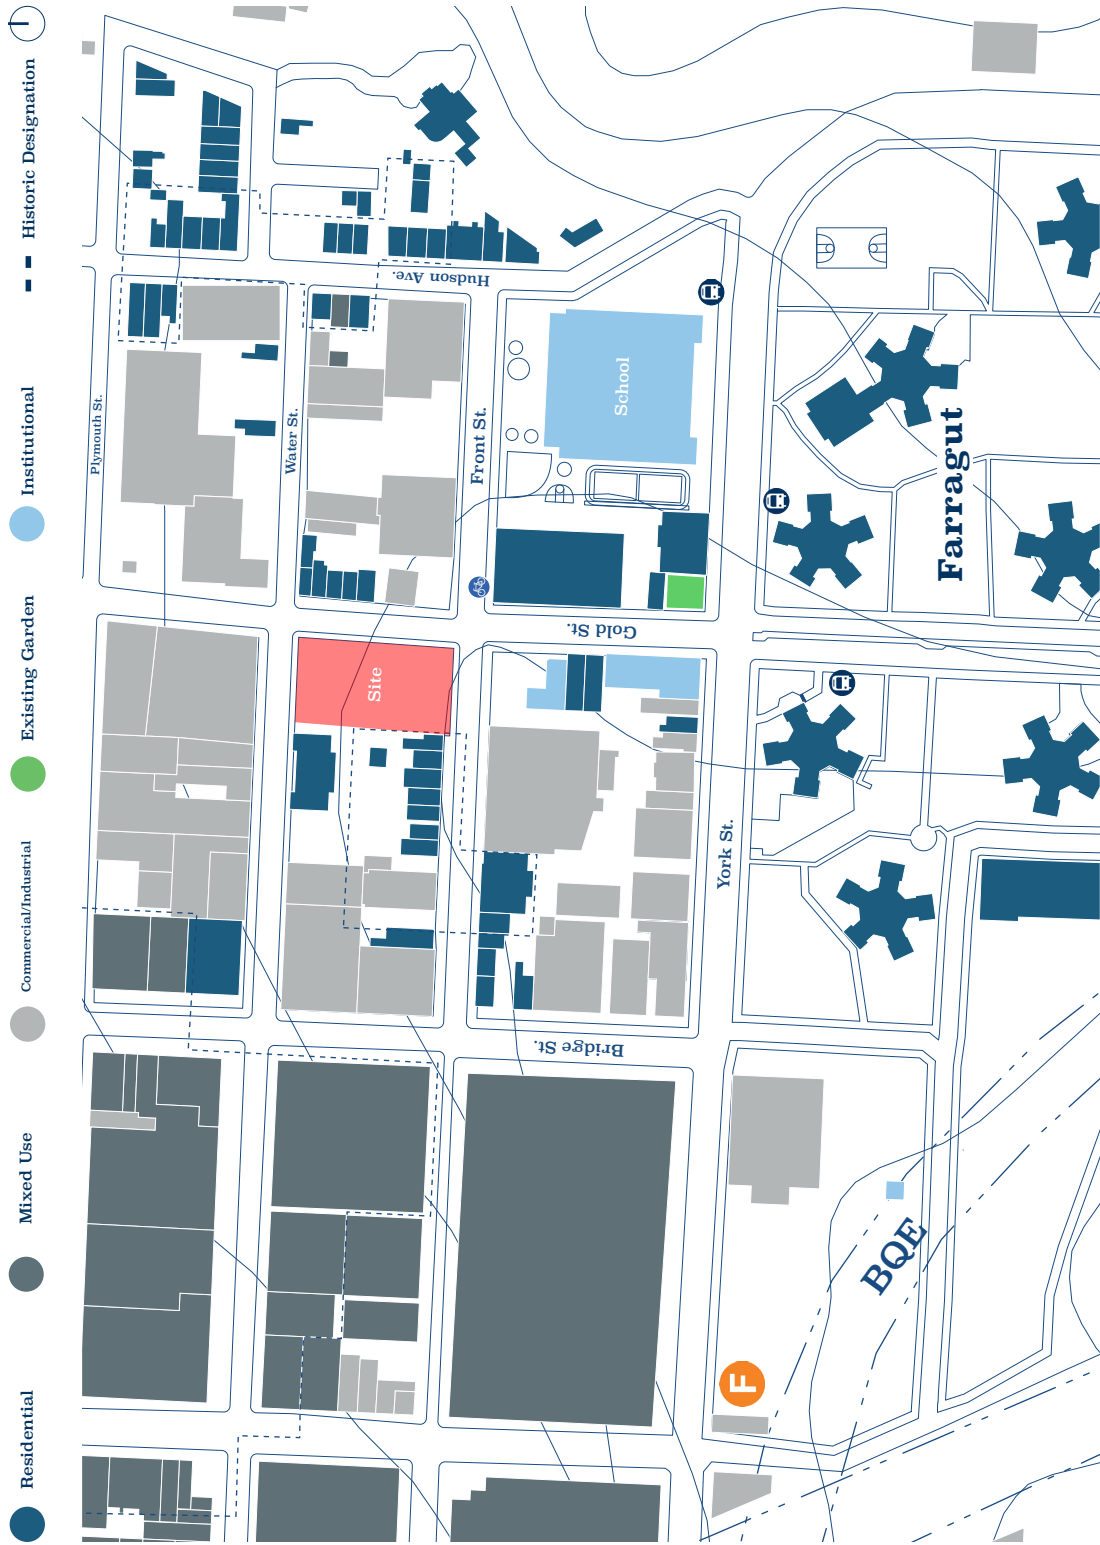 Residential
Mixed Use
Commercial/Industrial
Existing Garden
Institutional
Historic Designation
Plymouth St.
Water St.
Front St.
York St.
Hudson Ave.
Gold St.
Bridge St.
School
Site
Farragut
BQE
F